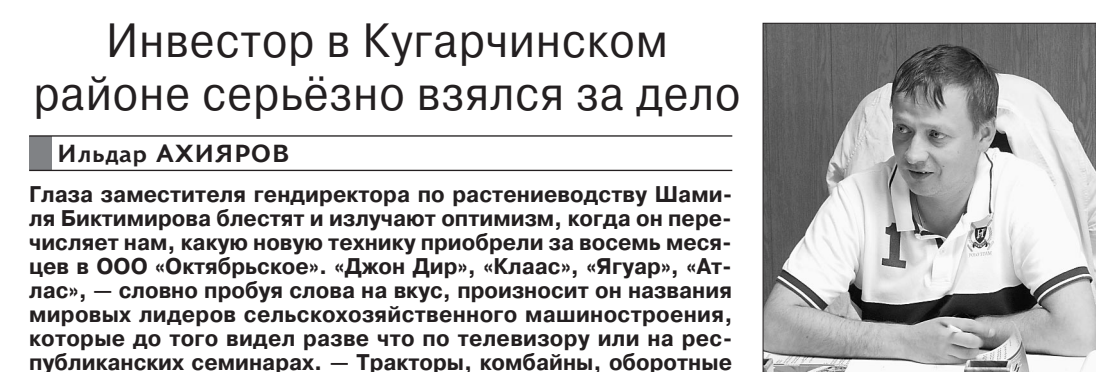 Инвестор в Кугарчинском
районе серьёзно взялся за дело
Ильдар АХИЯРОВ
Глаза заместителя гендиректора по растениеводству Шами-
ля Биктимирова блестят и излучают оптимизм, когда он пере-
числяет нам, какую новую технику приобрели за восемь меся-
цев в ООО «Октябрьское». «Джон Дир», «Клаас», «Ягуар», «Ат-
лас», — словно пробуя слова на вкус, произносит он названия
мировых лидеров сельскохозяйственного машиностроения,
которые до того видел разве что по телевизору или на рес-
публиканских семинарах. — Тракторы, комбайны, оборотные
1